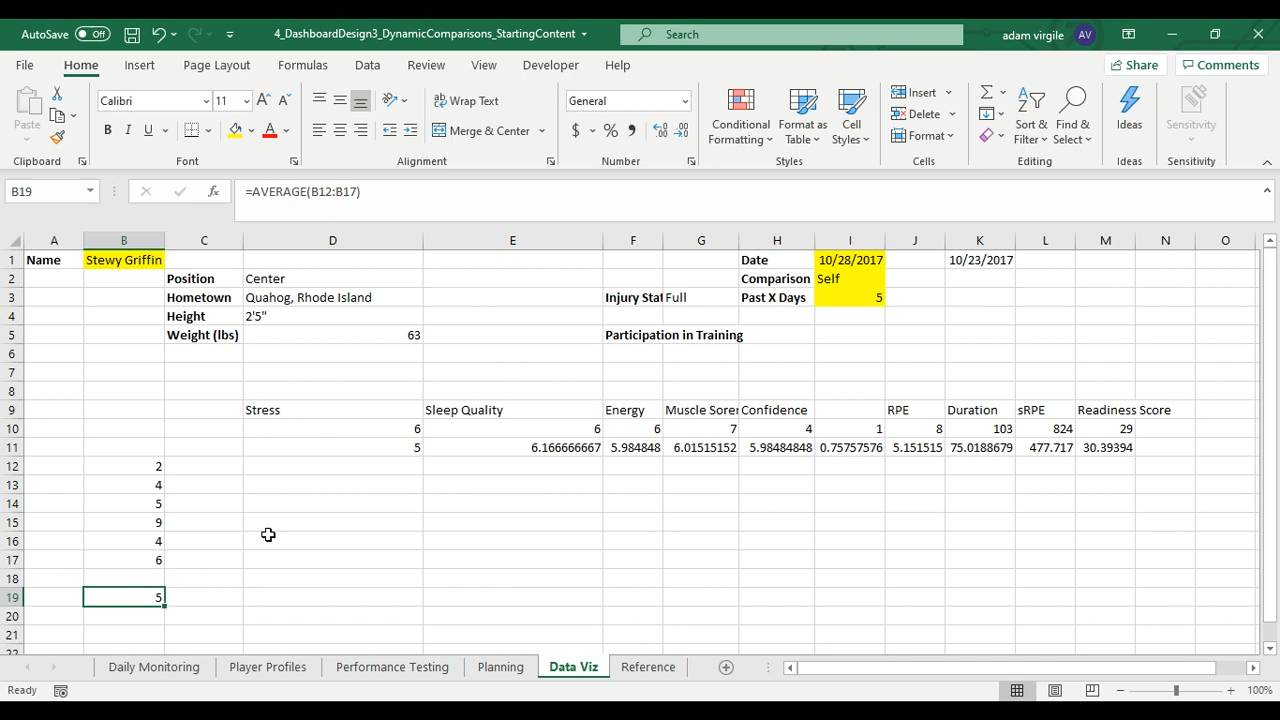 AutoSave Off 4_DashboardDesign3_DynamicComparisons_StartingContent Search adam virgile AV
File Home Insert Page Layout Formulas Data Review View Developer Help Share Comments
Paste Calibri 11 A A Wrap Text General Conditional Formatting Format as Table Cell Styles Insert Σ Sort & Filter Find & Select Ideas Sensitivity
B I U A Merge & Center $ % Delete
Format
Clipboard Font Alignment Number Styles Cells Editing Ideas Sensitivity
B19 fx =AVERAGE(B12:B17)
A B C D E F G H I J K L M N O
1 Name Stewy Griffin Date 10/28/2017 10/23/2017
2 Position Center Comparison Self
3 Hometown Quahog, Rhode Island Injury Stat Full Past X Days 5
4 Height 2'5"
5 Weight (lbs) 63 Participation in Training
6
7
8
9 Stress Sleep Quality Energy Muscle Sorer Confidence RPE Duration sRPE Readiness Score
10 6 6 6 7 4 1 8 103 824 29
11 5 6.166666667 5.984848 6.01515152 5.98484848 0.75757576 5.151515 75.0188679 477.717 30.39394
12 2
13 4
14 5
15 9
16 4
17 6
18
19 5
20
21
22
Daily Monitoring Player Profiles Performance Testing Planning Data Viz Reference
Ready 100%